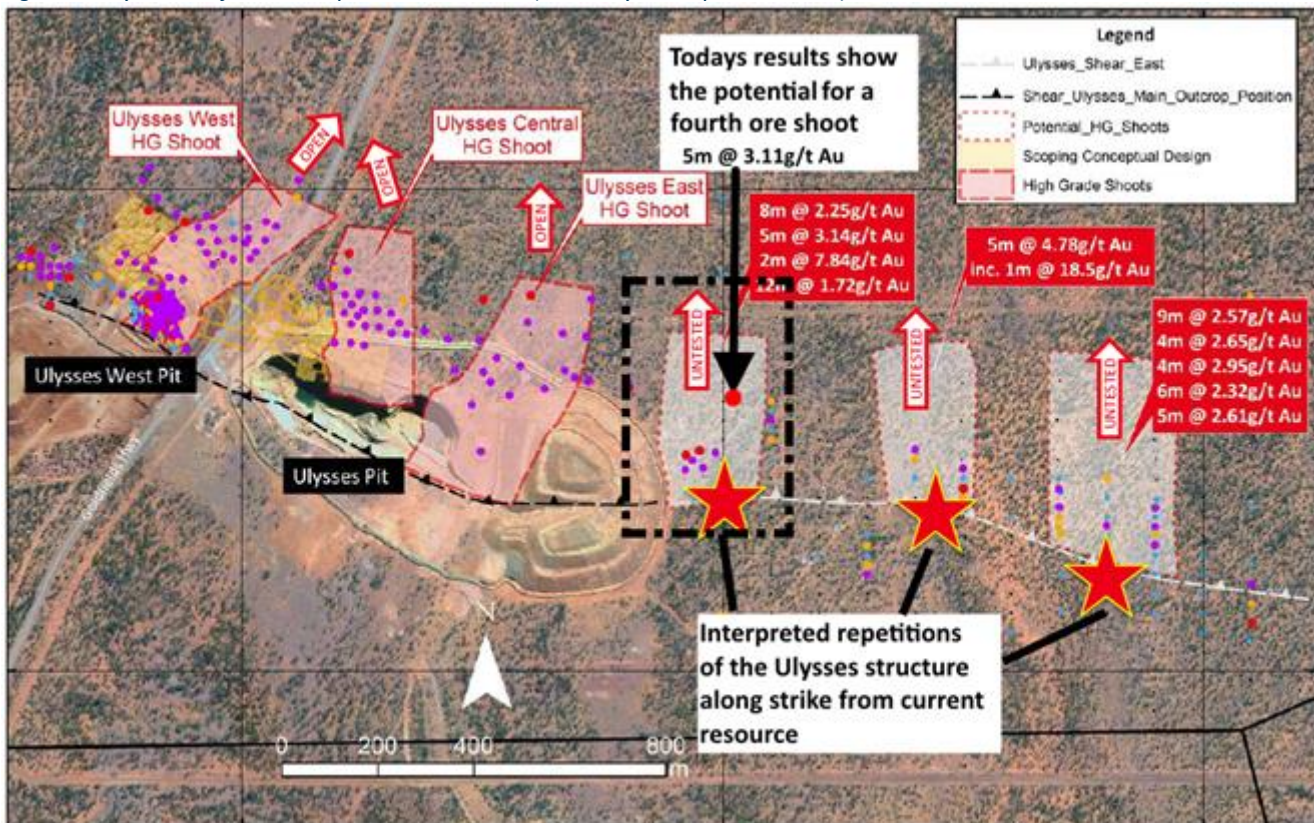 Todays results show
the potential for a
fourth ore shoot
5m @ 3.11g/t Au
Legend
Ulysses_Shear_East
Shear_Ulysses_Main_Outcrop_Position
Potential_HG_Shoots
Scoping Conceptual Design
High Grade Shoots
Ulysses West
HG Shoot
OPEN
OPEN
Ulysses Central
HG Shoot
OPEN
Ulysses East
HG Shoot
8m @ 2.25g/t Au
5m @ 3.14g/t Au
2m @ 7.84g/t Au
12m @ 1.72g/t Au
5m @ 4.78g/t Au
inc. 1m @ 18.5g/t Au
9m @ 2.57g/t Au
4m @ 2.65g/t Au
4m @ 2.95g/t Au
6m @ 2.32g/t Au
5m @ 2.61g/t Au
UNTESTED
UNTESTED
UNTESTED
Ulysses West Pit
Ulysses Pit
Interpreted repetitions
of the Ulysses structure
along strike from current
resource
N
0 200 400 800
m